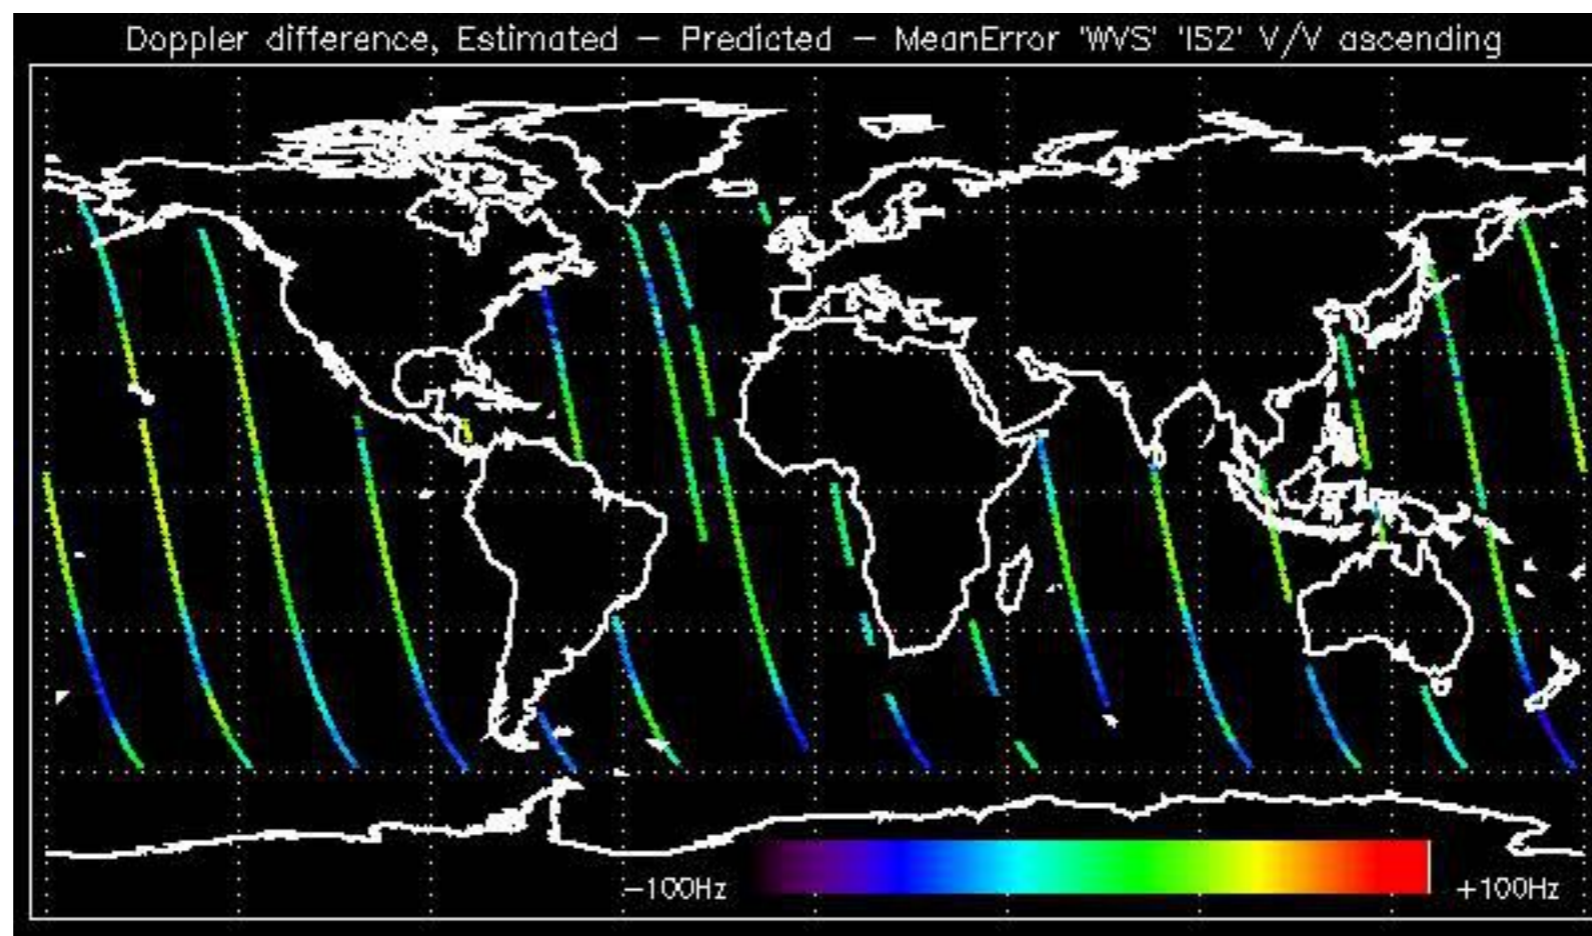 Doppler difference, Estimated – Predicted – MeanError 'WVS' 'IS2' V/V ascending
–100Hz
+100Hz